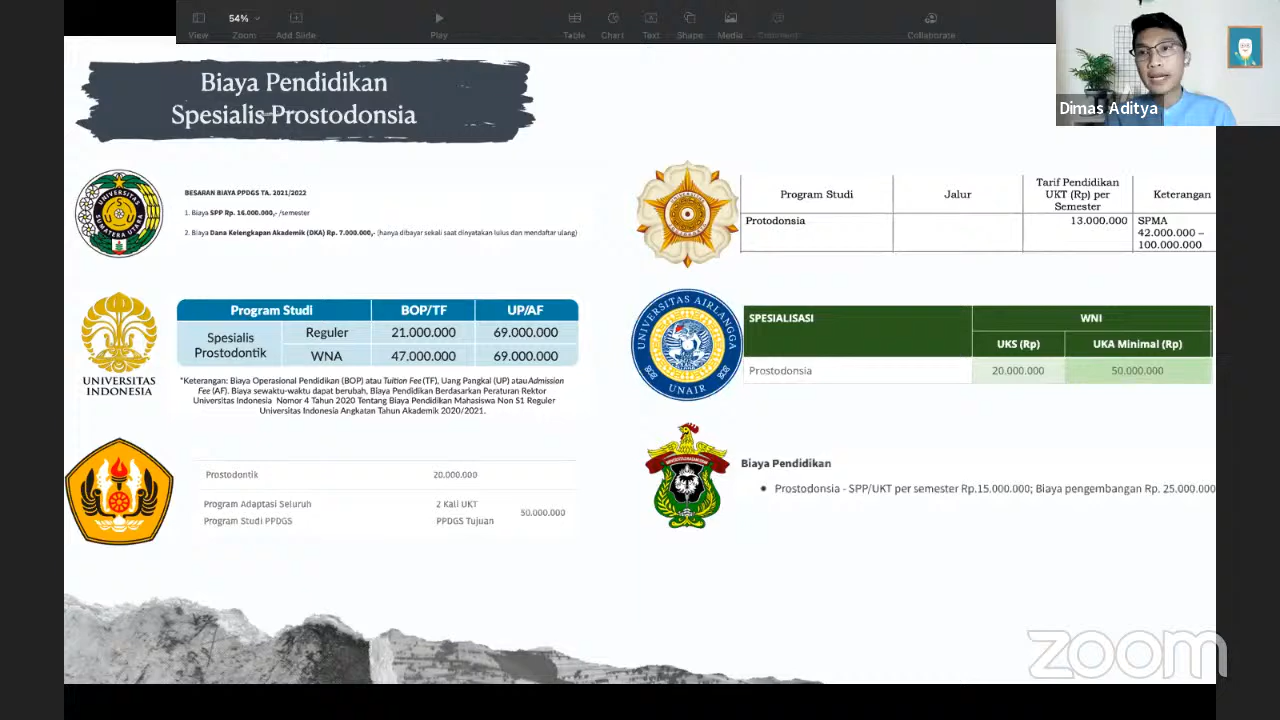 54%
View
Zoom
Add Slide
Play
Table
Chart
Text
Shape
Media
Comment
Collaborate
Dimas Aditya
Biaya Pendidikan
Spesialis Prostodonsia
UNIVERSITAS
SUMATERA UTARA
BESARAN BIAYA PPDGS TA. 2021/2022
1. Biaya SPP Rp. 16.000.000,- /semester
2. Biaya Dana Kelengkapan Akademik (DKA) Rp. 7.000.000,- (hanya dibayar sekali saat dinyatakan lulus dan mendaftar ulang)
UNIVERSITAS
INDONESIA
Program Studi BOP/TF UP/AF
Spesialis
Prostodontik
Reguler 21.000.000 69.000.000
WNA 47.000.000 69.000.000
*Keterangan: Biaya Operasional Pendidikan (BOP) atau Tuition Fee (TF), Uang Pangkal (UP) atau Admission
Fee (AF). Biaya sewaktu-waktu dapat berubah, Biaya Pendidikan Berdasarkan Peraturan Rektor
Universitas Indonesia Nomor 4 Tahun 2020 Tentang Biaya Pendidikan Mahasiswa Non S1 Reguler
Universitas Indonesia Angkatan Tahun Akademik 2020/2021.
Prostodontik 20.000.000
Program Adaptasi Seluruh
Program Studi PPDGS
2 Kali UKT
PPDGS Tujuan
50.000.000
Program Studi
Jalur
Tarif Pendidikan
UKT (Rp) per
Semester
Keterangan
Protodonsia
13.000.000
SPMA
42.000.000 –
100.000.000
UNIVERSITAS AIRLANGGA
UNAIR
SPESIALISASI
WNI
UKS (Rp)
UKA Minimal (Rp)
Prostodonsia
20.000.000
50.000.000
Biaya Pendidikan
• Prostodonsia - SPP/UKT per semester Rp.15.000.000; Biaya pengembangan Rp. 25.000.000
zoom